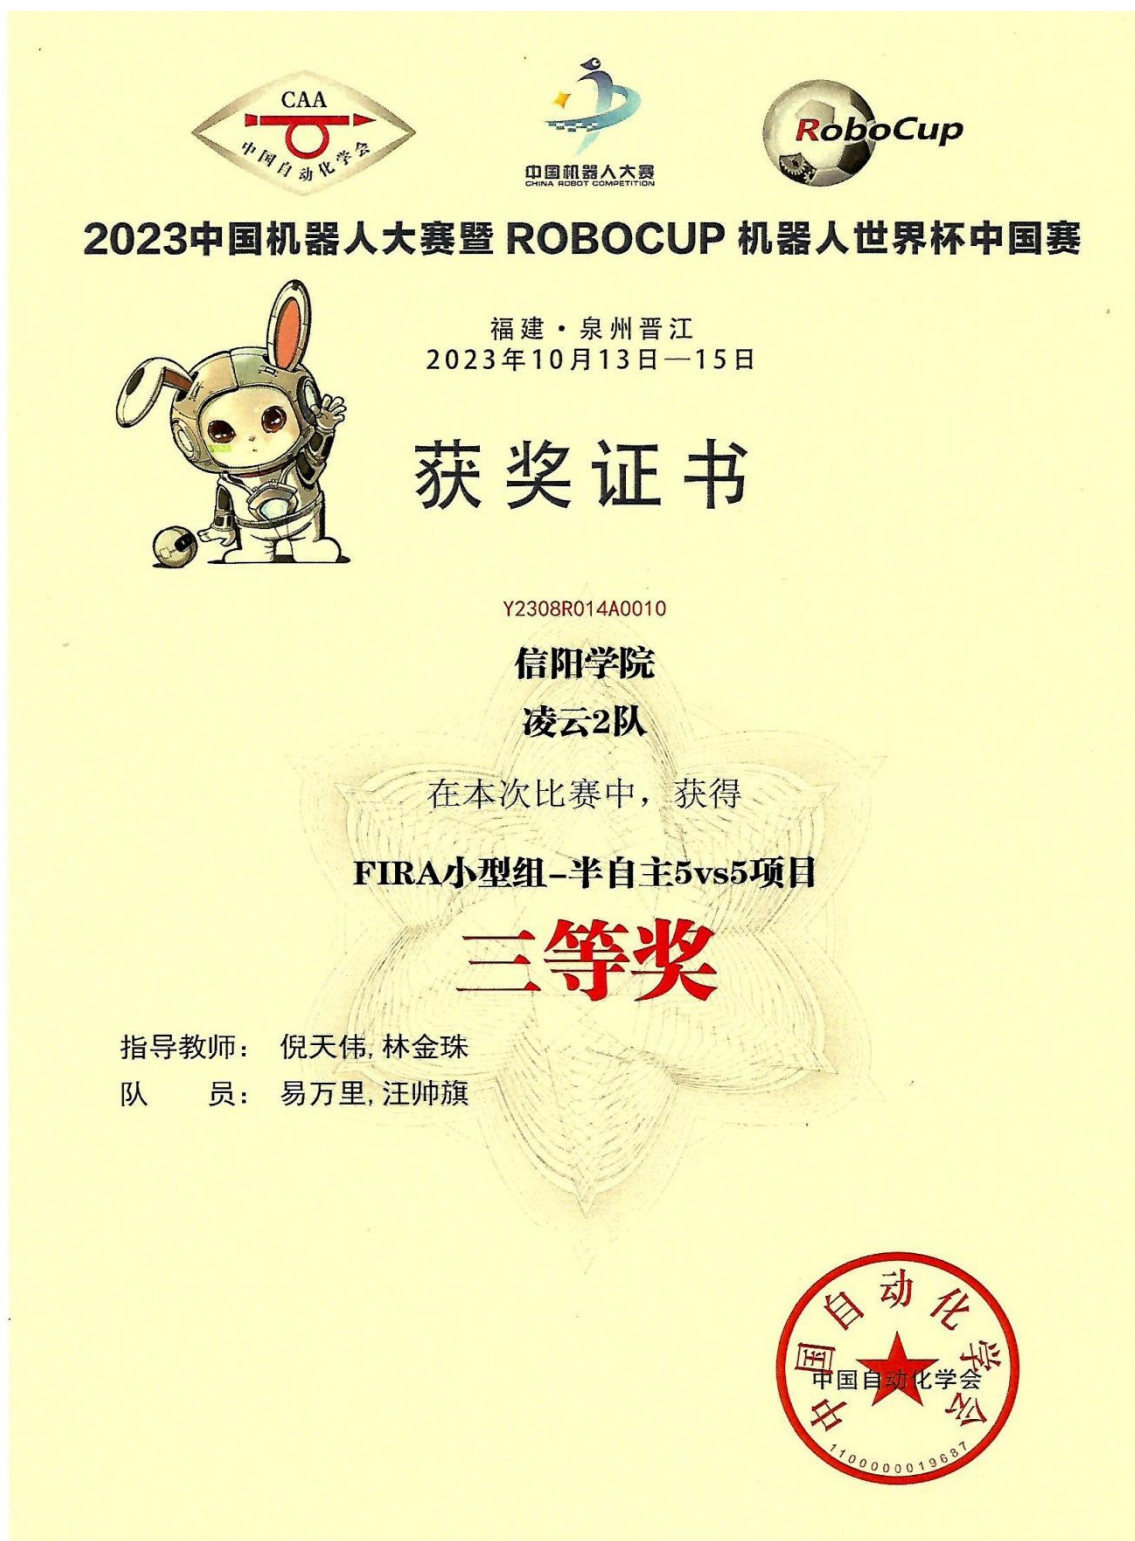 CAA
中国自动化学会
中国机器人大赛
CHINA ROBOT COMPETITION
RoboCup
2023中国机器人大赛暨 ROBOCUP 机器人世界杯中国赛
福建·泉州晋江
2023年10月13日—15日
获奖证书
Y2308R014A0010
信阳学院
凌云2队
在本次比赛中，获得
FIRA小型组-半自主5vs5项目
三等奖
指导教师： 倪天伟, 林金珠
队 员： 易万里, 汪帅旗
中国自动化学会
中国自动化学会
1100000019687